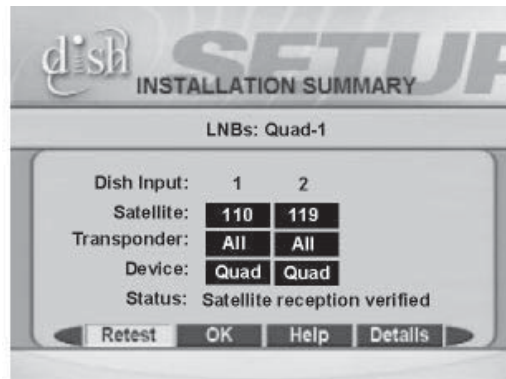 dish
SETUP
INSTALLATION SUMMARY
LNBs: Quad-1
Dish Input: 1 2
Satellite: 110 119
Transponder: All All
Device: Quad Quad
Status: Satellite reception verified
Retest OK Help Details